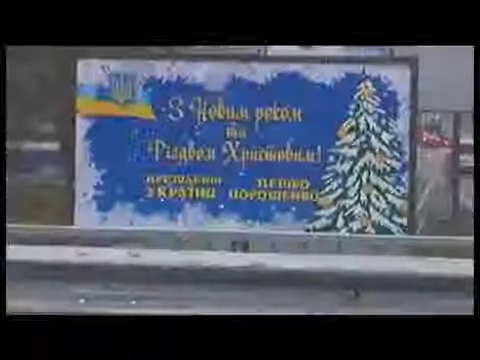 З Новим роком
та
Різдвом Христовим!
ПРЕЗИДЕНТ ПЕТРО
УКРАЇНИ ПОРОШЕНКО